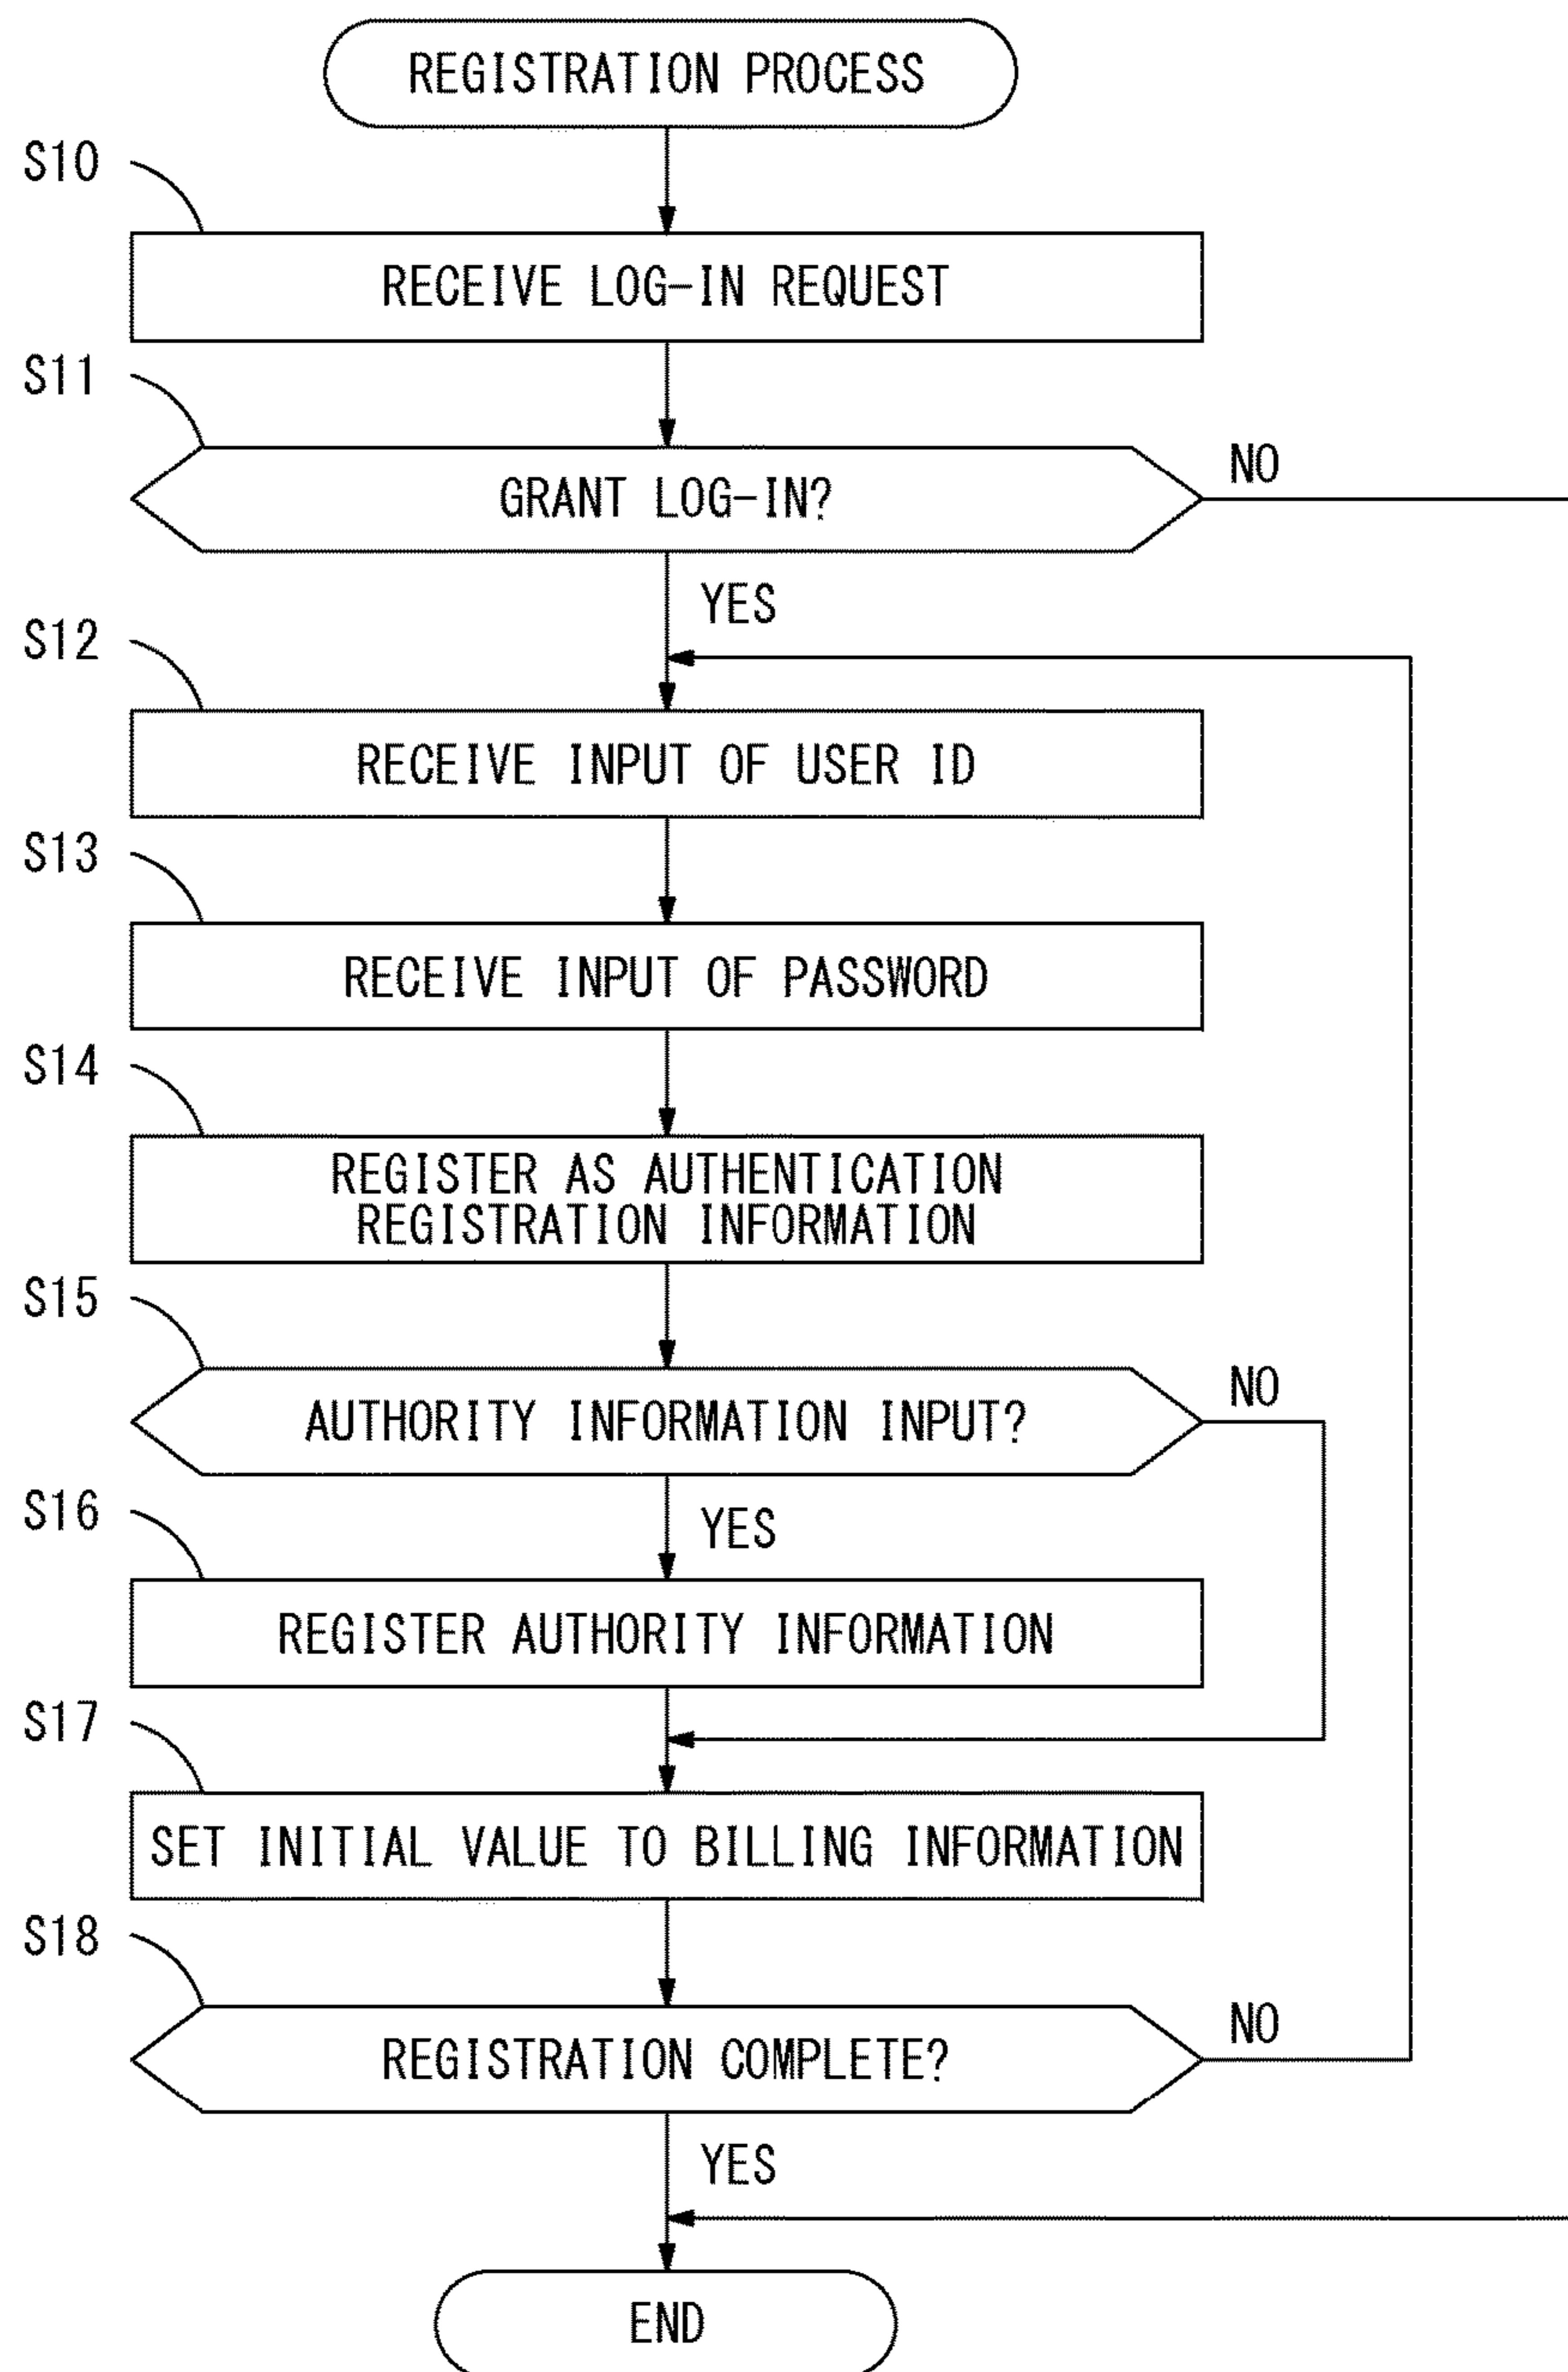 REGISTRATION PROCESS
S10
RECEIVE LOG-IN REQUEST
S11
GRANT LOG-IN?
NO
YES
S12
RECEIVE INPUT OF USER ID
S13
RECEIVE INPUT OF PASSWORD
S14
REGISTER AS AUTHENTICATION
REGISTRATION INFORMATION
S15
AUTHORITY INFORMATION INPUT?
NO
YES
S16
REGISTER AUTHORITY INFORMATION
S17
SET INITIAL VALUE TO BILLING INFORMATION
S18
REGISTRATION COMPLETE?
NO
YES
END